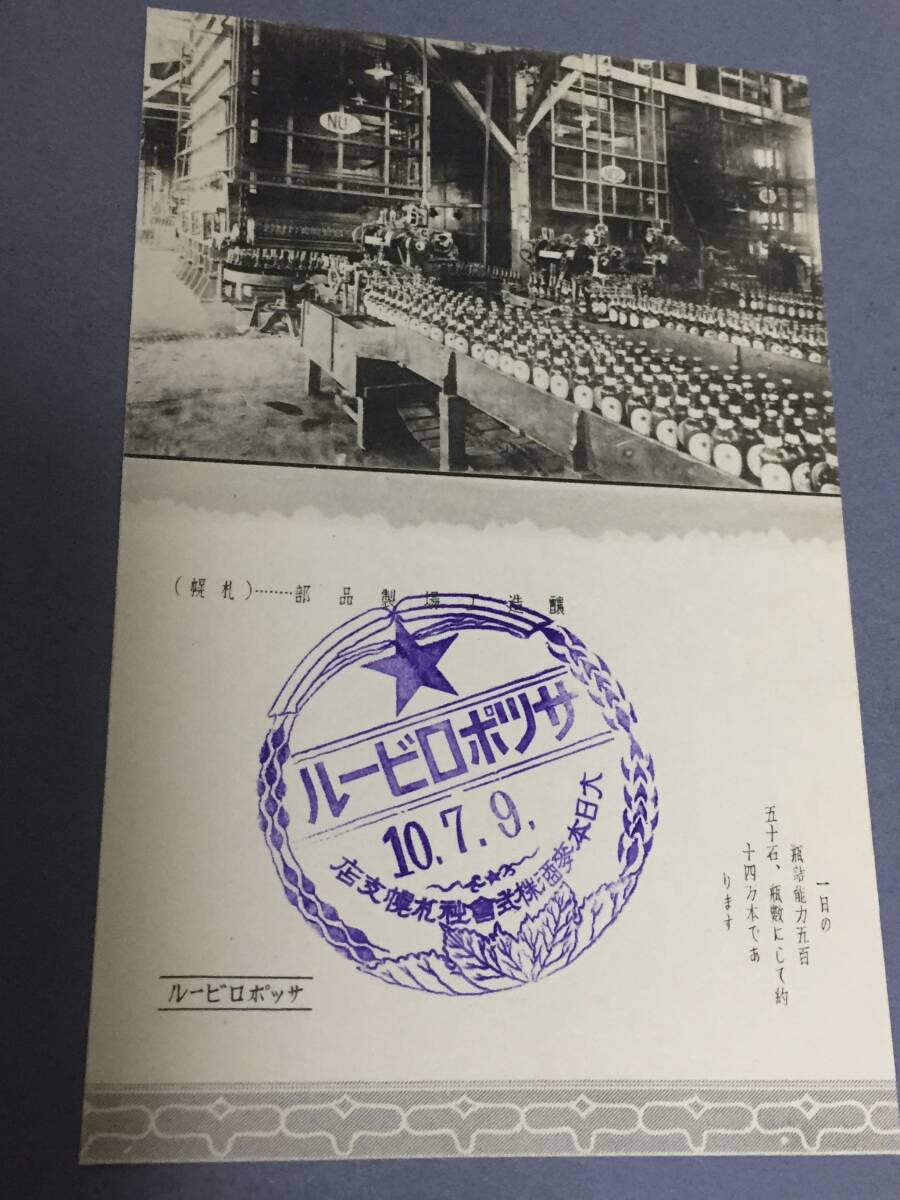 NO
醸造工場製品部………(札幌)
サッポロビール
10.7.9.
大日本麥酒株式會社札幌支店
一日の
瓶詰能力五百
五十石、瓶數にして約
十四万本であ
ります
サッポロビール